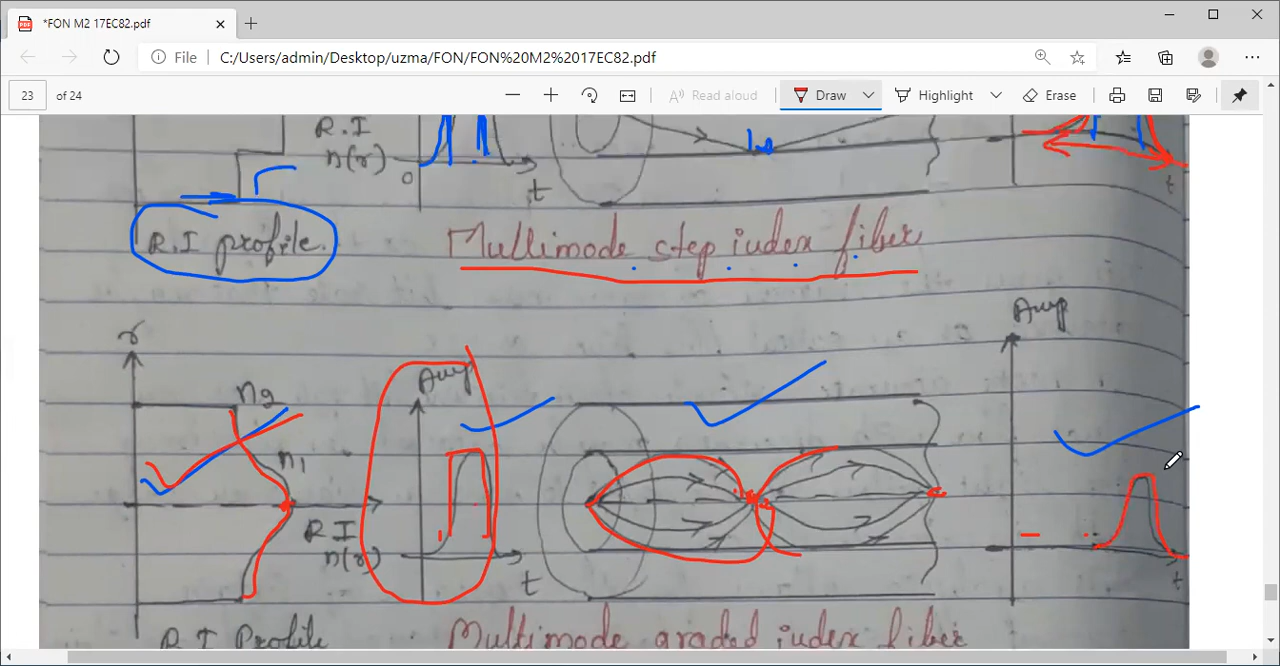 *FON M2 17EC82.pdf
File C:/Users/admin/Desktop/uzma/FON/FON%20M2%2017EC82.pdf
23 of 24 Read aloud Draw Highlight Erase
R.I
n(r)
0
t
t
R.I profile.
Multimode step index fiber
r
n2
n1
R I
n(r)
Amp
t
Amp
t
R I Profile
Multimode graded index fiber